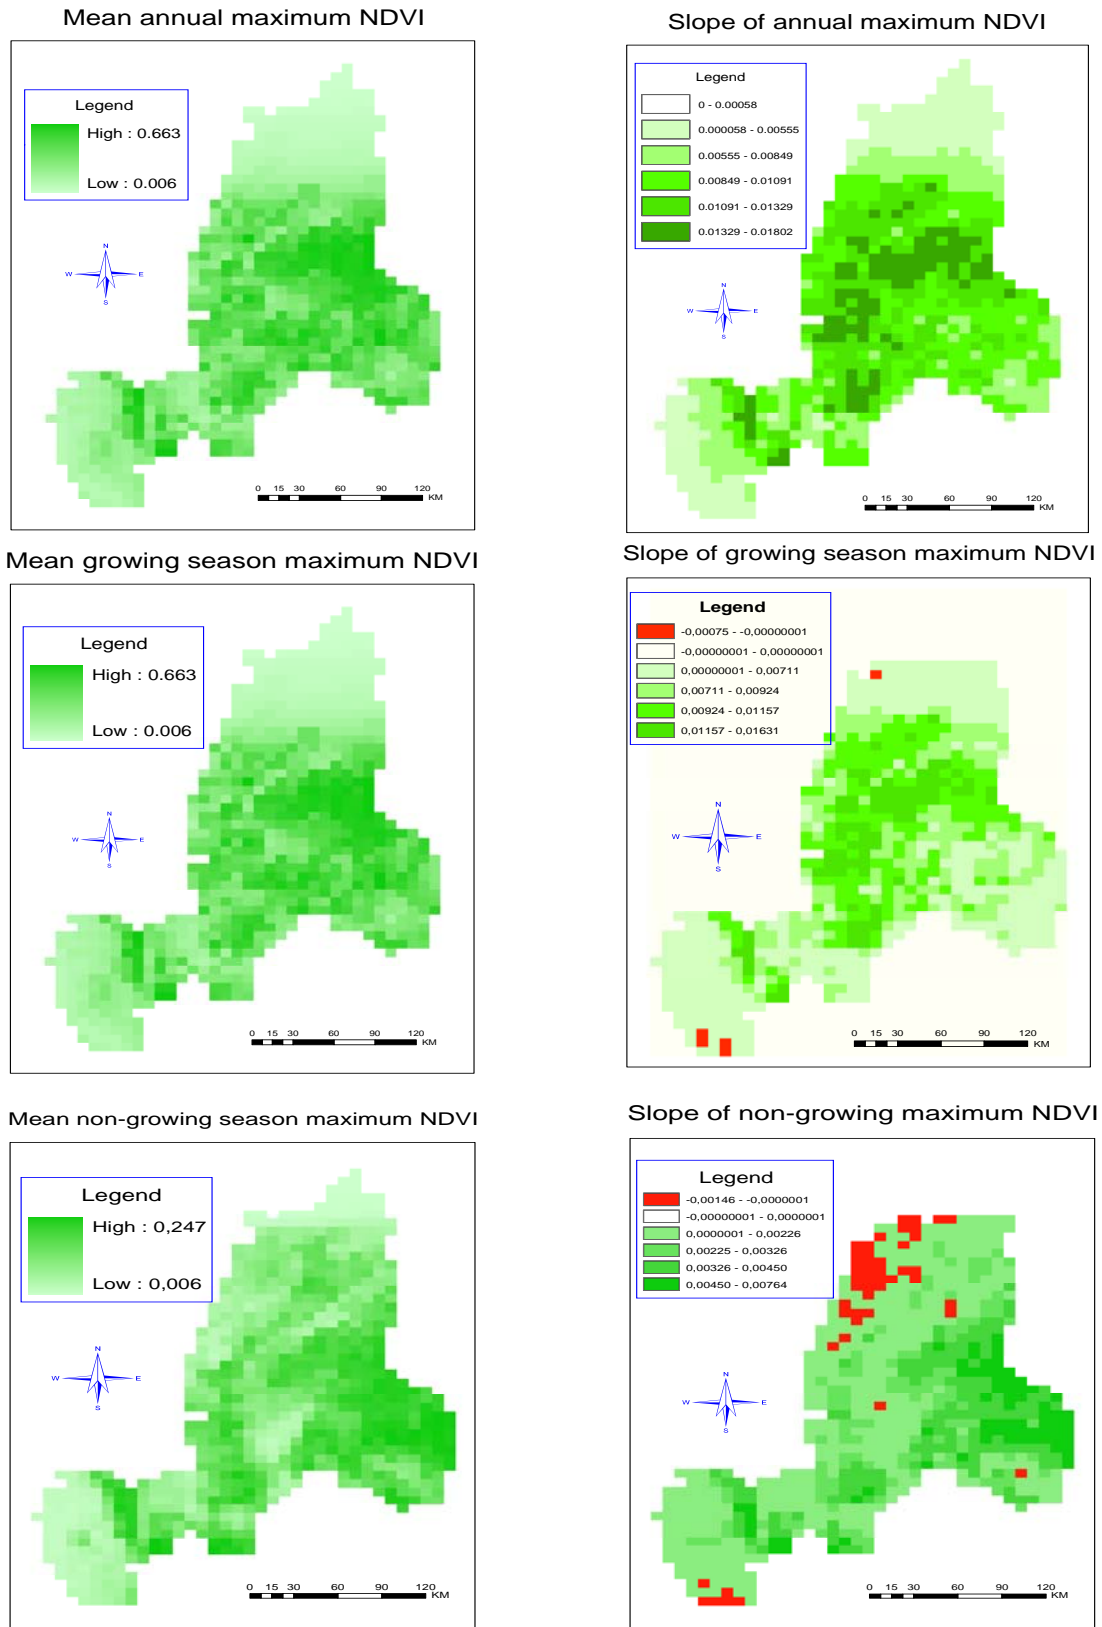 Mean annual maximum NDVI
Legend
High : 0.663
Low : 0.006
N
W
E
S
0 15 30 60 90 120
KM
Slope of annual maximum NDVI
Legend
0 - 0.00058
0.000058 - 0.00555
0.00555 - 0.00849
0.00849 - 0.01091
0.01091 - 0.01329
0.01329 - 0.01802
N
W
E
S
0 15 30 60 90 120
KM
Mean growing season maximum NDVI
Legend
High : 0.663
Low : 0.006
N
W
E
S
0 15 30 60 90 120
KM
Slope of growing season maximum NDVI
Legend
-0,00075 - -0,00000001
-0,00000001 - 0,00000001
0,00000001 - 0,00711
0,00711 - 0,00924
0,00924 - 0,01157
0,01157 - 0,01631
N
W
E
S
0 15 30 60 90 120
KM
Mean non-growing season maximum NDVI
Legend
High : 0,247
Low : 0,006
N
W
E
S
0 15 30 60 90 120
KM
Slope of non-growing maximum NDVI
Legend
-0,00146 - -0,0000001
-0,00000001 - 0,0000001
0,0000001 - 0,00226
0,00225 - 0,00326
0,00326 - 0,00450
0,00450 - 0,00764
N
W
E
S
0 15 30 60 90 120
KM